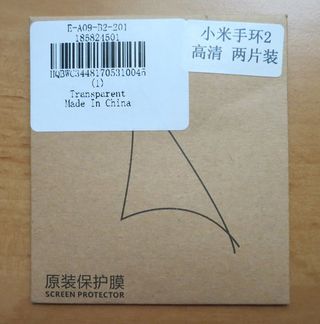 E-A09-B2-201
185824501
HQBWC34481705310045
(1)
Transparent
Made In China
小米手环2
高清 两片装
原装保护膜
SCREEN PROTECTOR